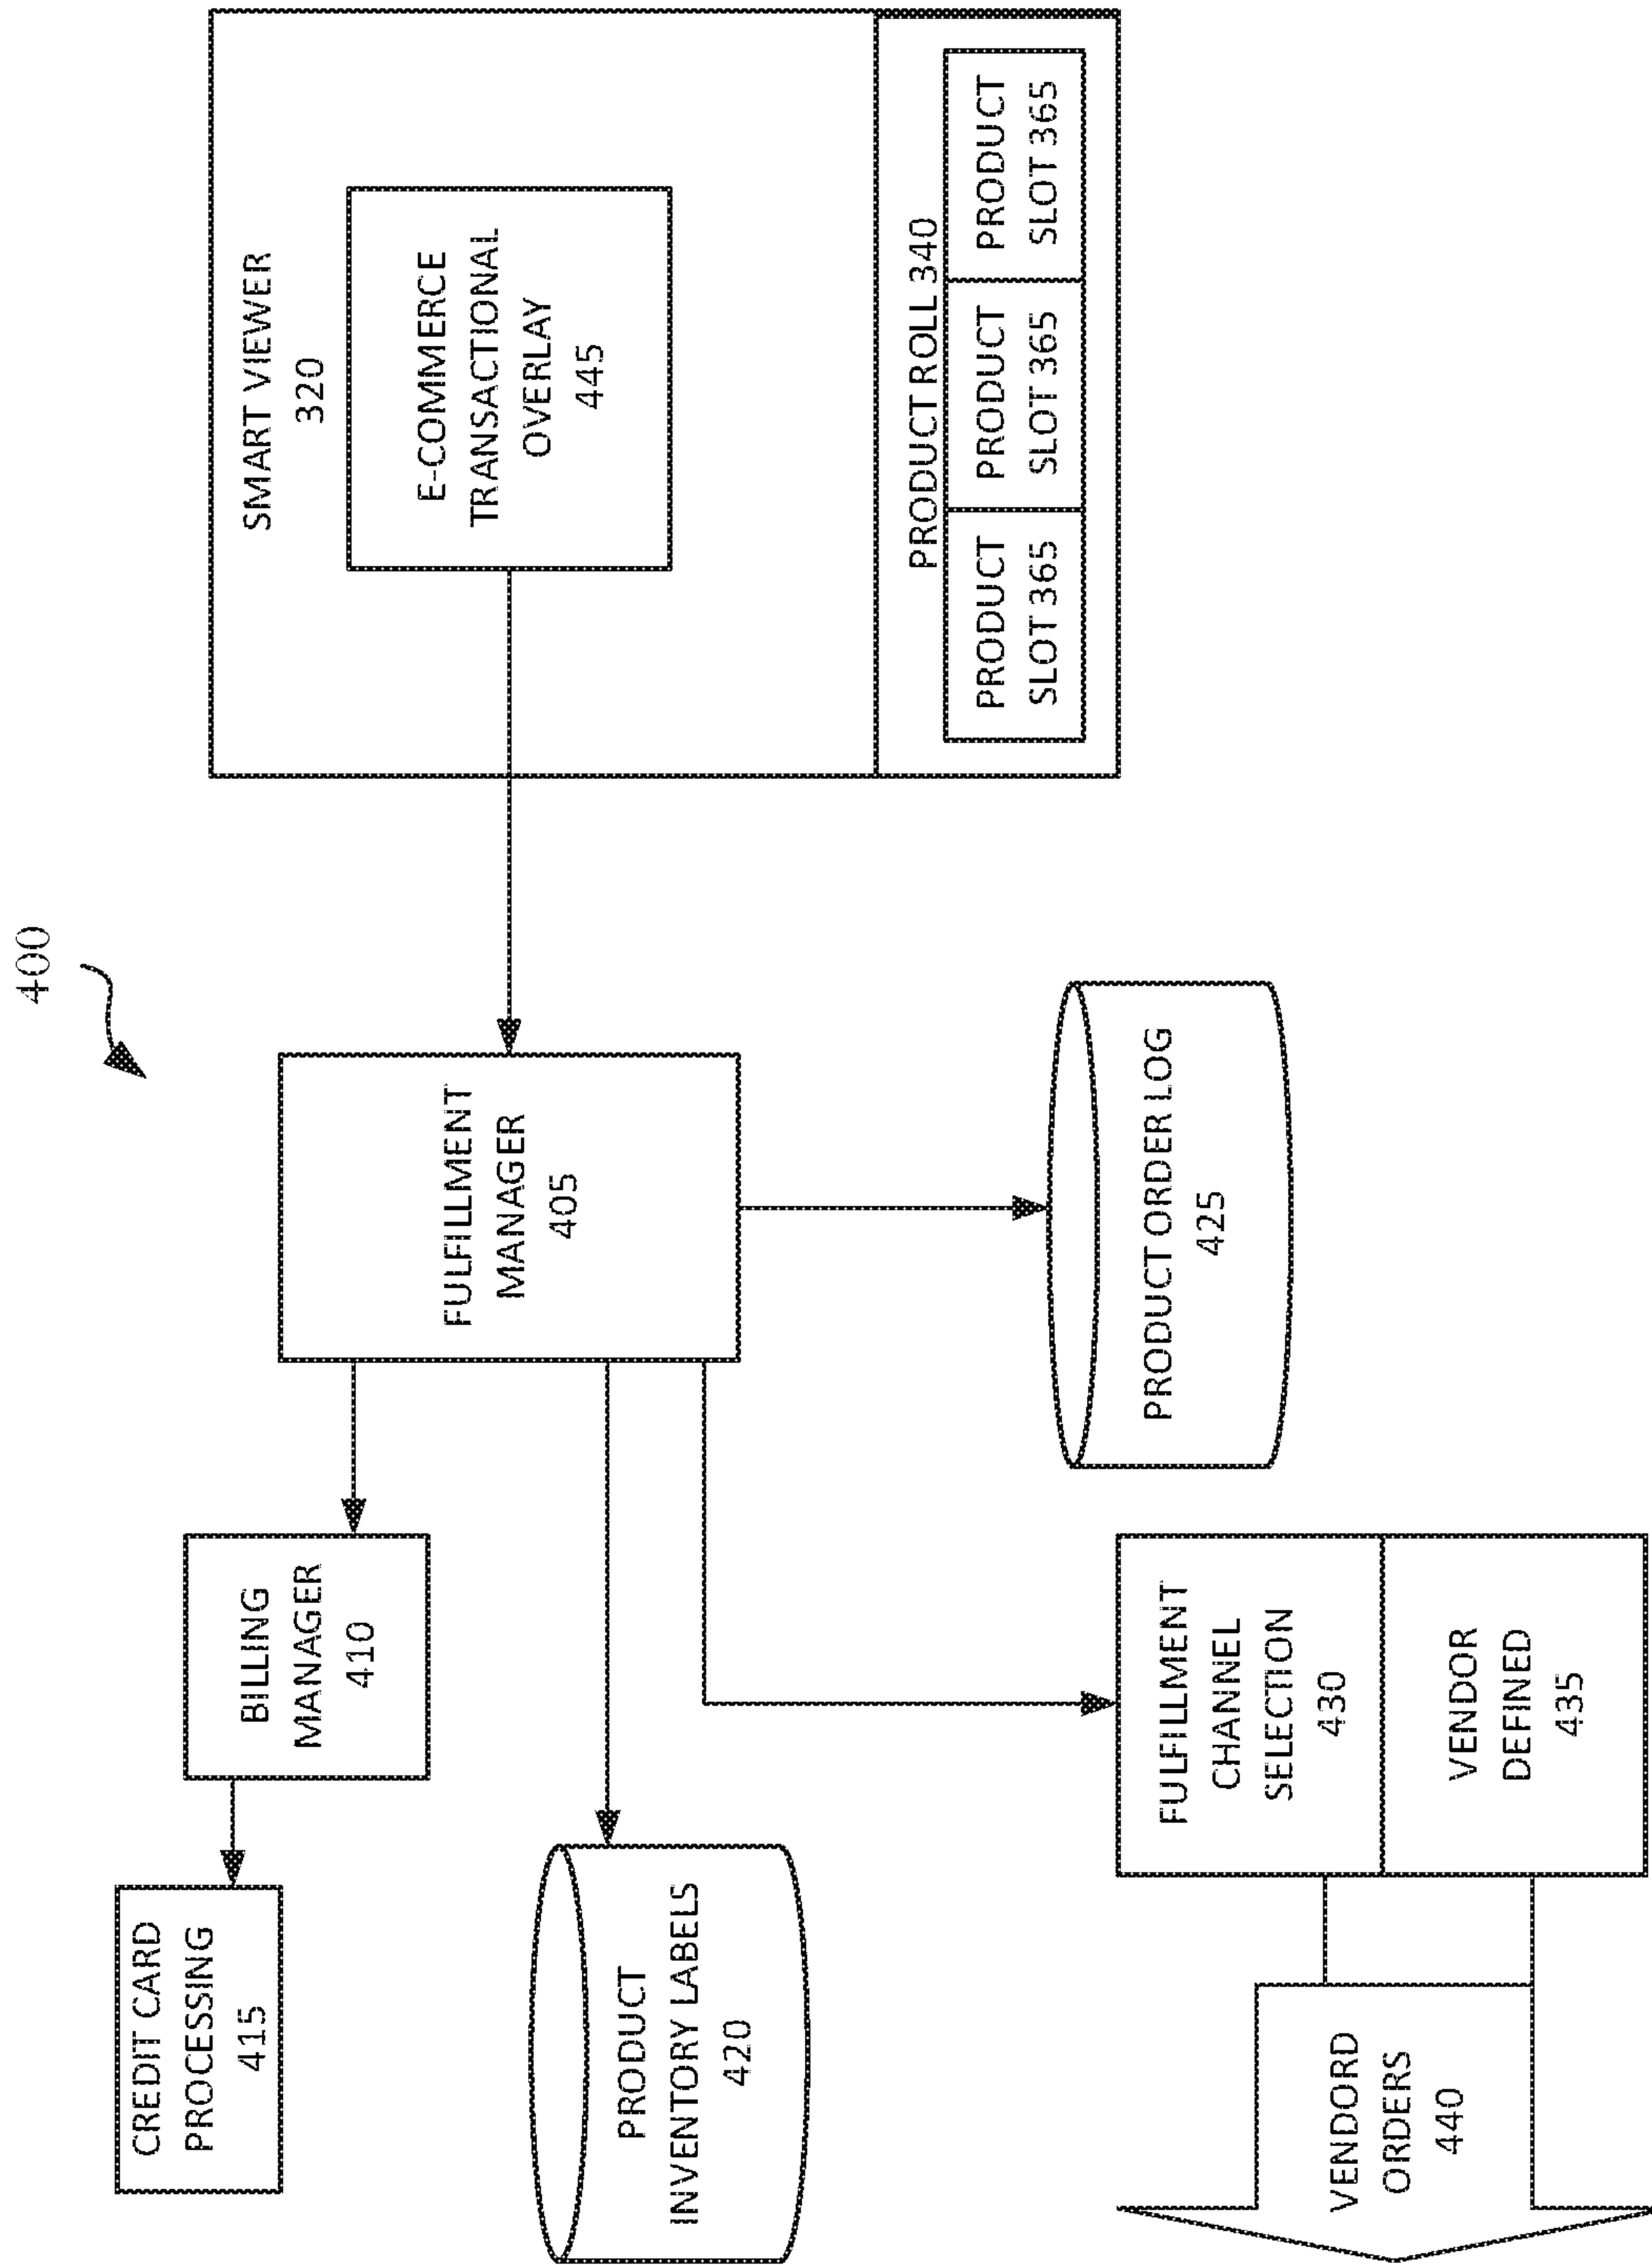 400
CREDIT CARD
PROCESSING
415
BILLING
MANAGER
410
FULFILLMENT
MANAGER
405
SMART VIEWER
320
E-COMMERCE
TRANSACTIONAL
OVERLAY
445
PRODUCT
INVENTORY LABELS
420
PRODUCT ROLL 340
PRODUCT
SLOT 365
PRODUCT
SLOT 365
PRODUCT
SLOT 365
PRODUCT ORDER LOG
425
FULFILLMENT
CHANNEL
SELECTION
430
VENDOR
DEFINED
435
VENDORD
ORDERS
440